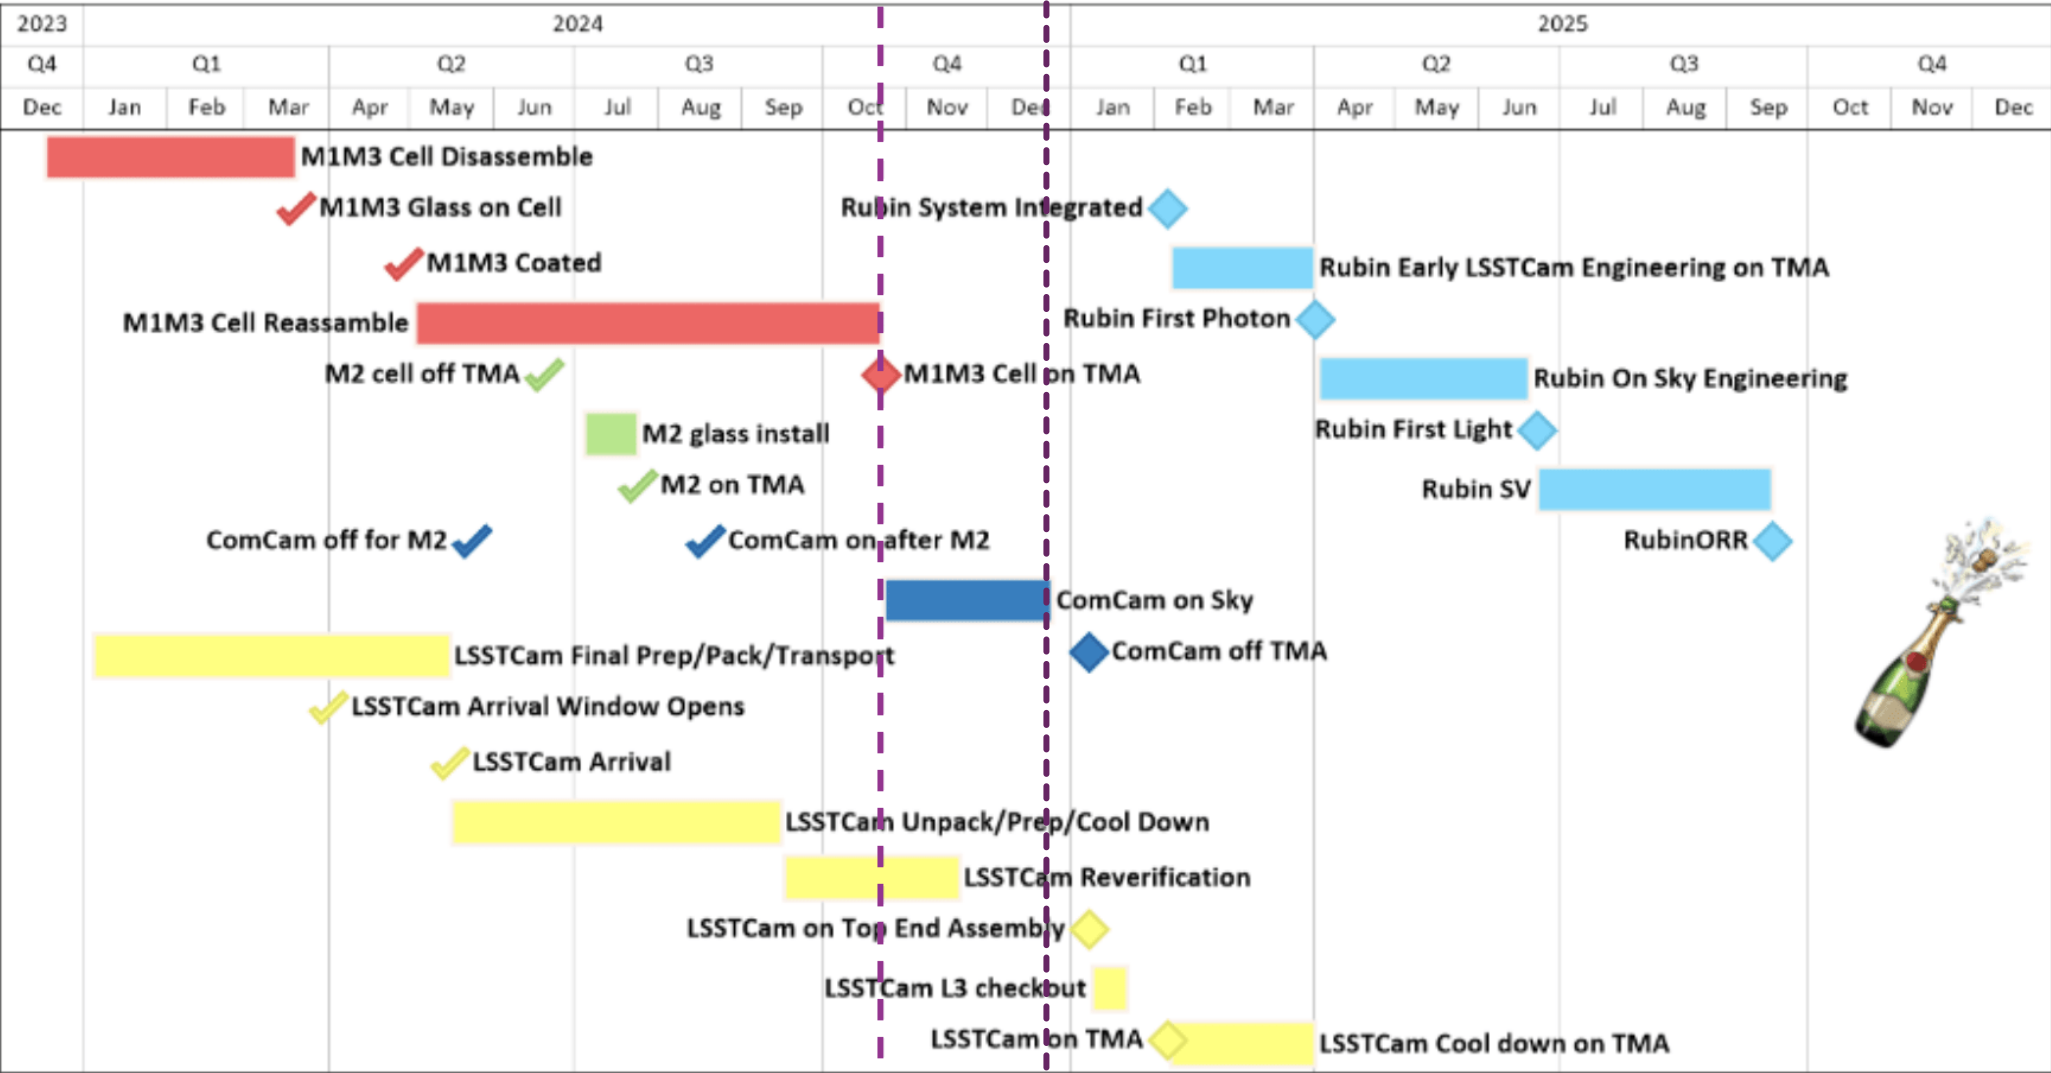 2023 2024 2025
Q4 Q1 Q2 Q3 Q4 Q1 Q2 Q3 Q4
Dec Jan Feb Mar Apr May Jun Jul Aug Sep Oct Nov Dec Jan Feb Mar Apr May Jun Jul Aug Sep Oct Nov Dec
M1M3 Cell Disassemble
M1M3 Glass on Cell
Rubin System Integrated
M1M3 Coated
Rubin Early LSSTCam Engineering on TMA
M1M3 Cell Reassamble
Rubin First Photon
M2 cell off TMA
M1M3 Cell on TMA
Rubin On Sky Engineering
M2 glass install
Rubin First Light
M2 on TMA
Rubin SV
ComCam off for M2
ComCam on after M2
RubinORR
ComCam on Sky
LSSTCam Final Prep/Pack/Transport
ComCam off TMA
LSSTCam Arrival Window Opens
LSSTCam Arrival
LSSTCam Unpack/Prep/Cool Down
LSSTCam Reverification
LSSTCam on Top End Assembly
LSSTCam L3 checkout
LSSTCam on TMA
LSSTCam Cool down on TMA